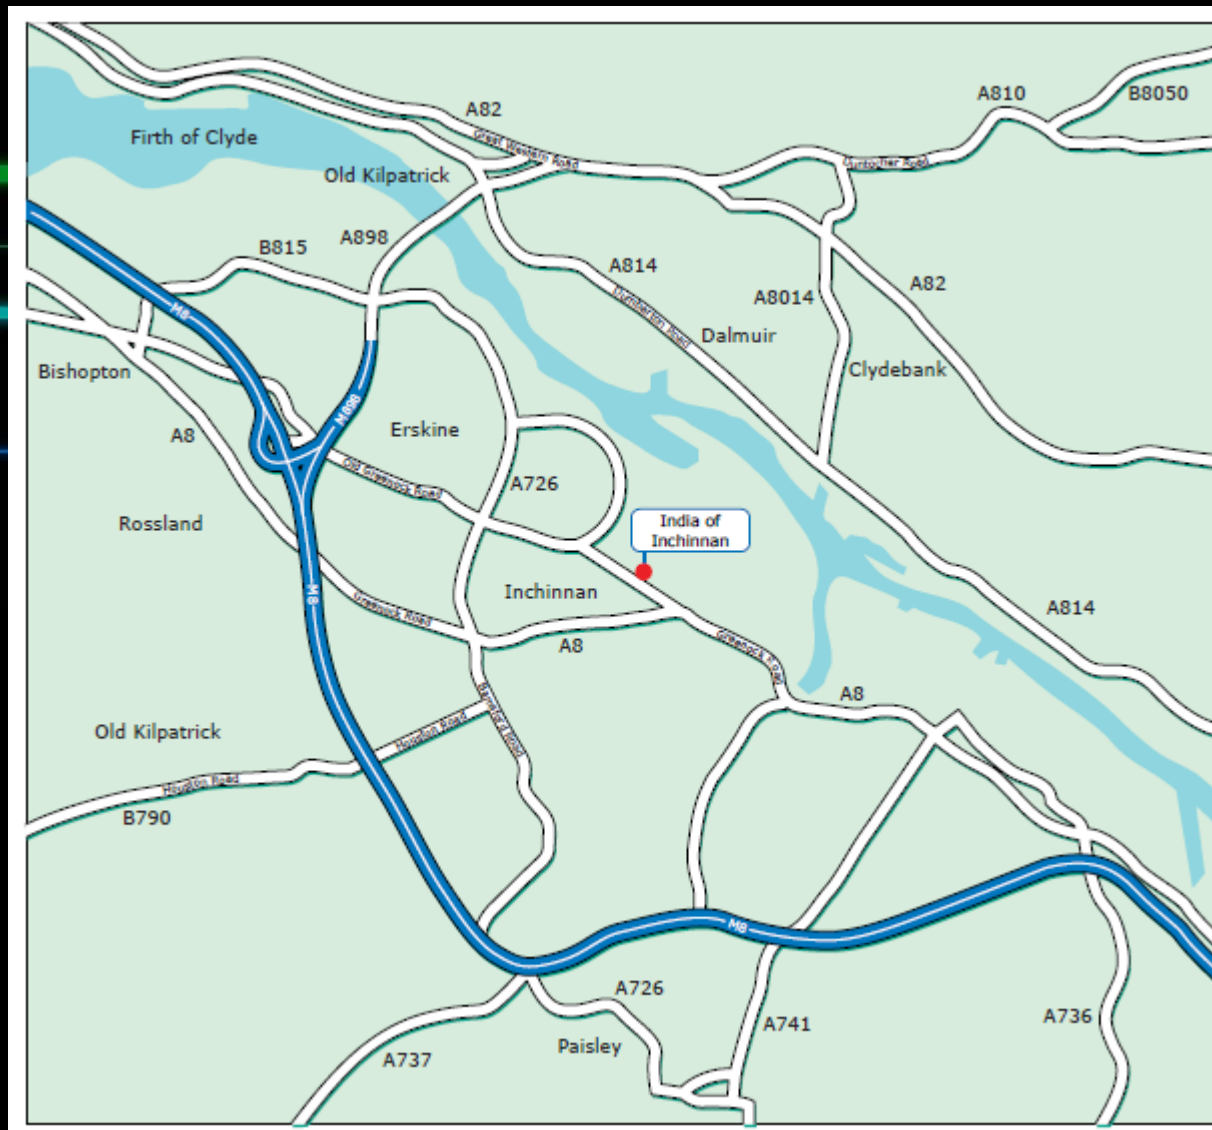 A82
A810
B8050
Great Western Road
Firth of Clyde
Duntocher Road
Old Kilpatrick
A898
B815
A814
A82
A8014
M8
Dumbarton Road
Dalmuir
Bishopton
Clydebank
M898
A8
Erskine
Old Greenock Road
A726
Rossland
India of
Inchinnan
M8
Inchinnan
Greenock Road
A814
A8
Greenock Road
A8
Barnsford Road
Old Kilpatrick
Houston Road
Houston Road
B790
M8
A726
A741
A736
Paisley
A737